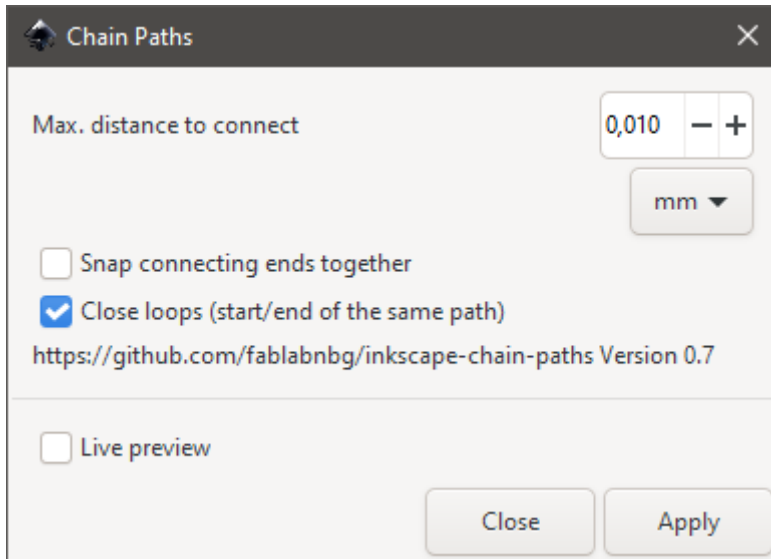 Chain Paths
Max. distance to connect 0,010
mm
Snap connecting ends together
Close loops (start/end of the same path)
https://github.com/fablabnbg/inkscape-chain-paths Version 0.7
Live preview
Close Apply